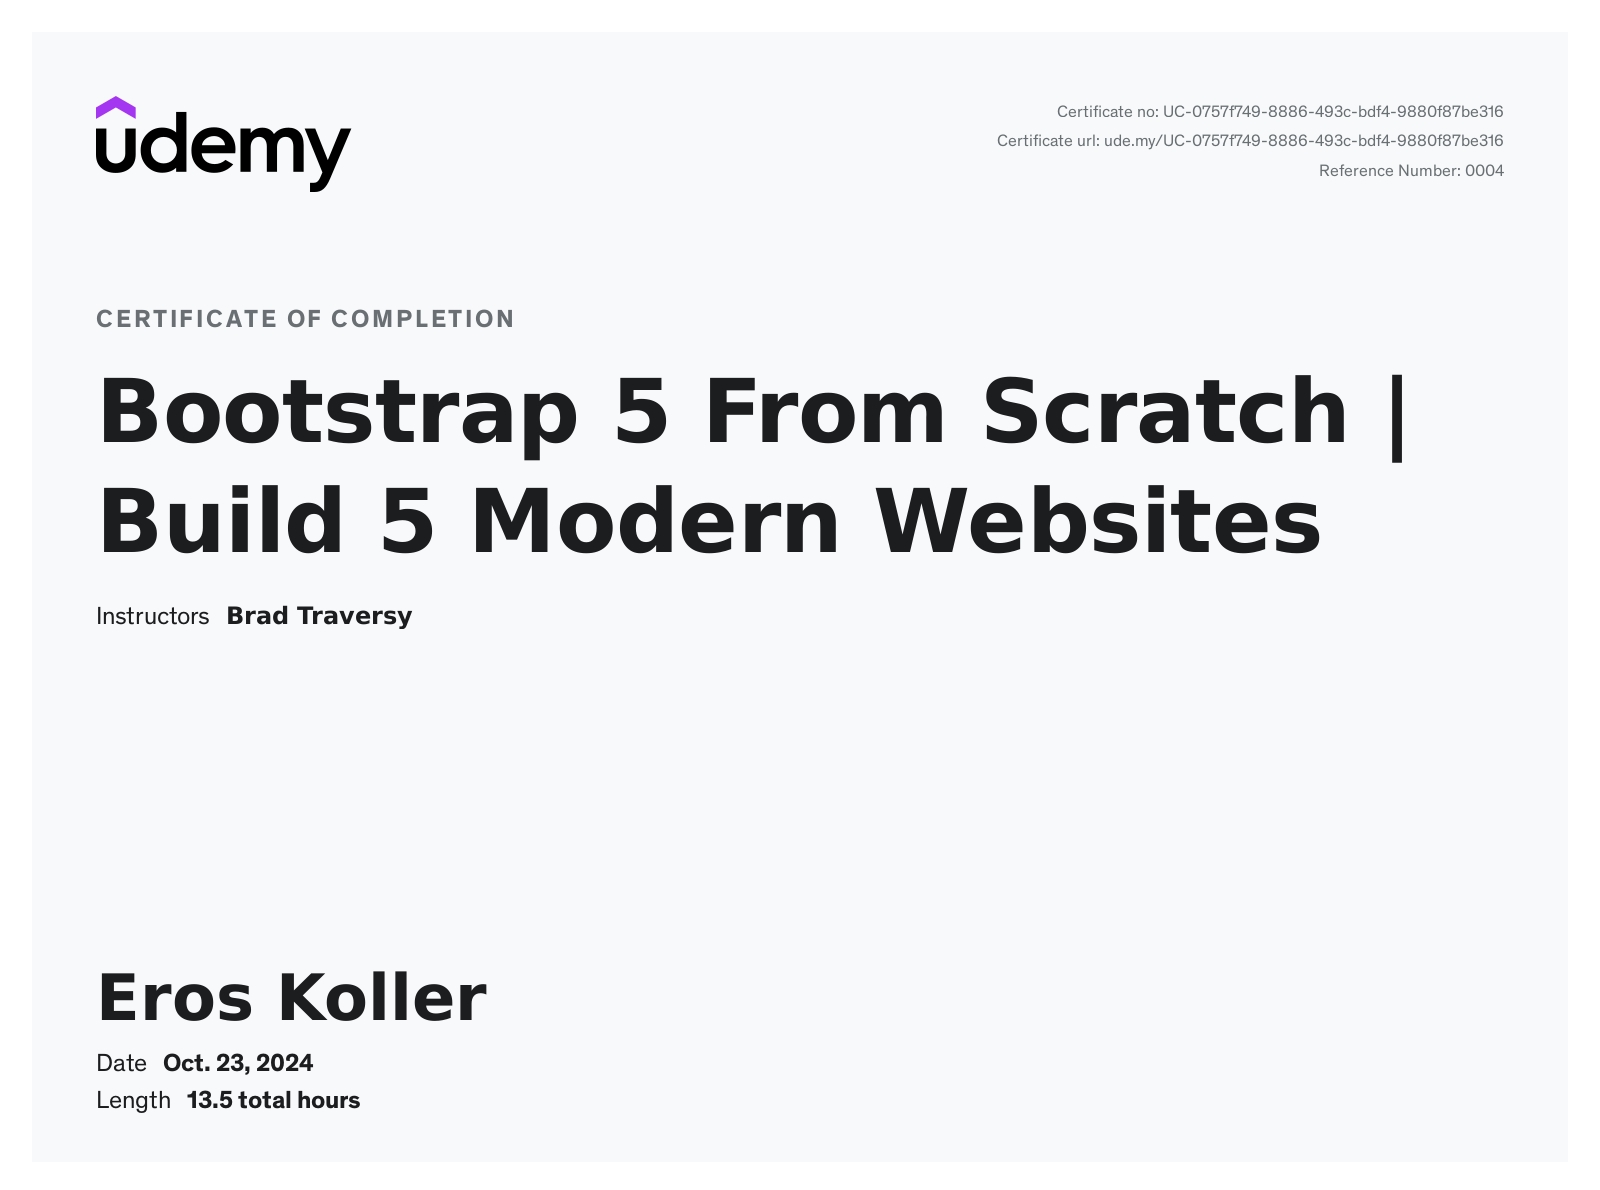 udemy
Certificate no: UC-0757f749-8886-493c-bdf4-9880f87be316
Certificate url: ude.my/UC-0757f749-8886-493c-bdf4-9880f87be316
Reference Number: 0004
CERTIFICATE OF COMPLETION
Bootstrap 5 From Scratch |
Build 5 Modern Websites
Instructors Brad Traversy
Eros Koller
Date Oct. 23, 2024
Length 13.5 total hours